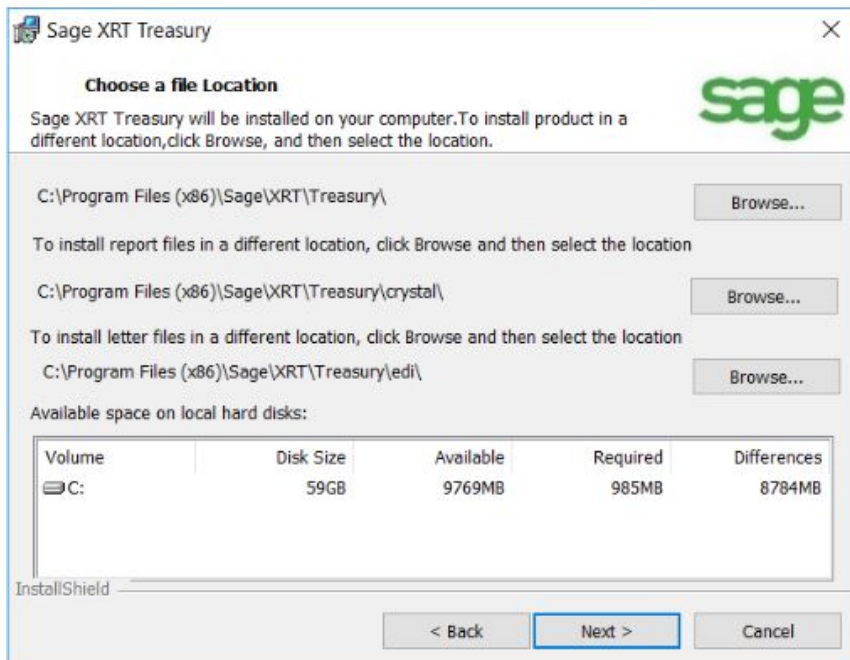 Sage XRT Treasury
Choose a file Location
Sage XRT Treasury will be installed on your computer.To install product in a
different location,click Browse, and then select the location.
sage
C:\Program Files (x86)\Sage\XRT\Treasury\
Browse...
To install report files in a different location, click Browse and then select the location
C:\Program Files (x86)\Sage\XRT\Treasury\crystal\
Browse...
To install letter files in a different location, click Browse and then select the location
C:\Program Files (x86)\Sage\XRT\Treasury\edi\
Browse...
Available space on local hard disks:
Volume Disk Size Available Required Differences
C: 59GB 9769MB 985MB 8784MB
InstallShield
< Back Next > Cancel